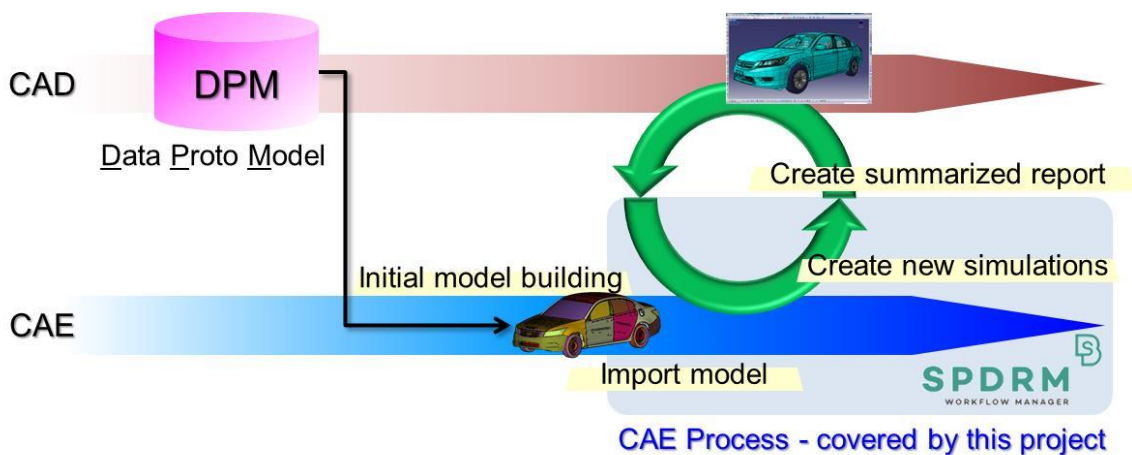 CAD
DPM
Data Proto Model
Create summarized report
Create new simulations
Initial model building
CAE
Import model
SPDRM
WORKFLOW MANAGER
CAE Process - covered by this project